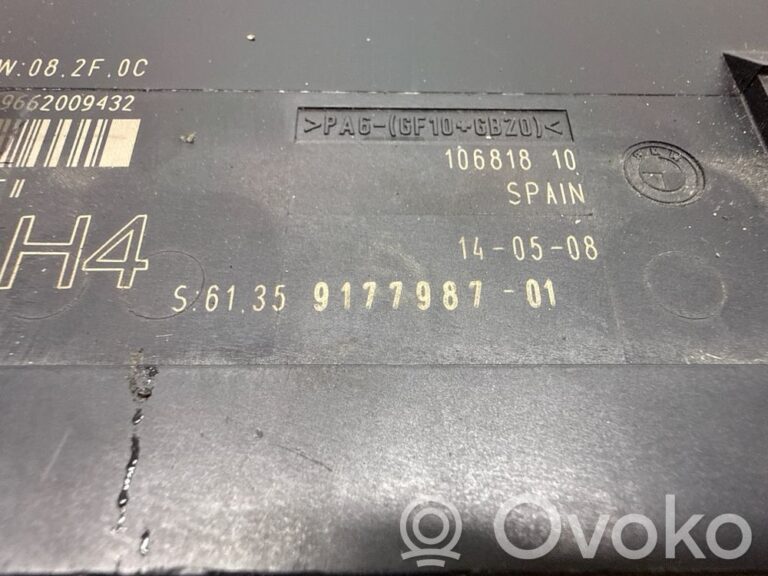 W:08.2F.0C
9662009432
>PA6-(GF10+GB20)<
106818 10
SPAIN
BMW
H4
14-05-08
S:61.35 9177987-01
© Ovoko